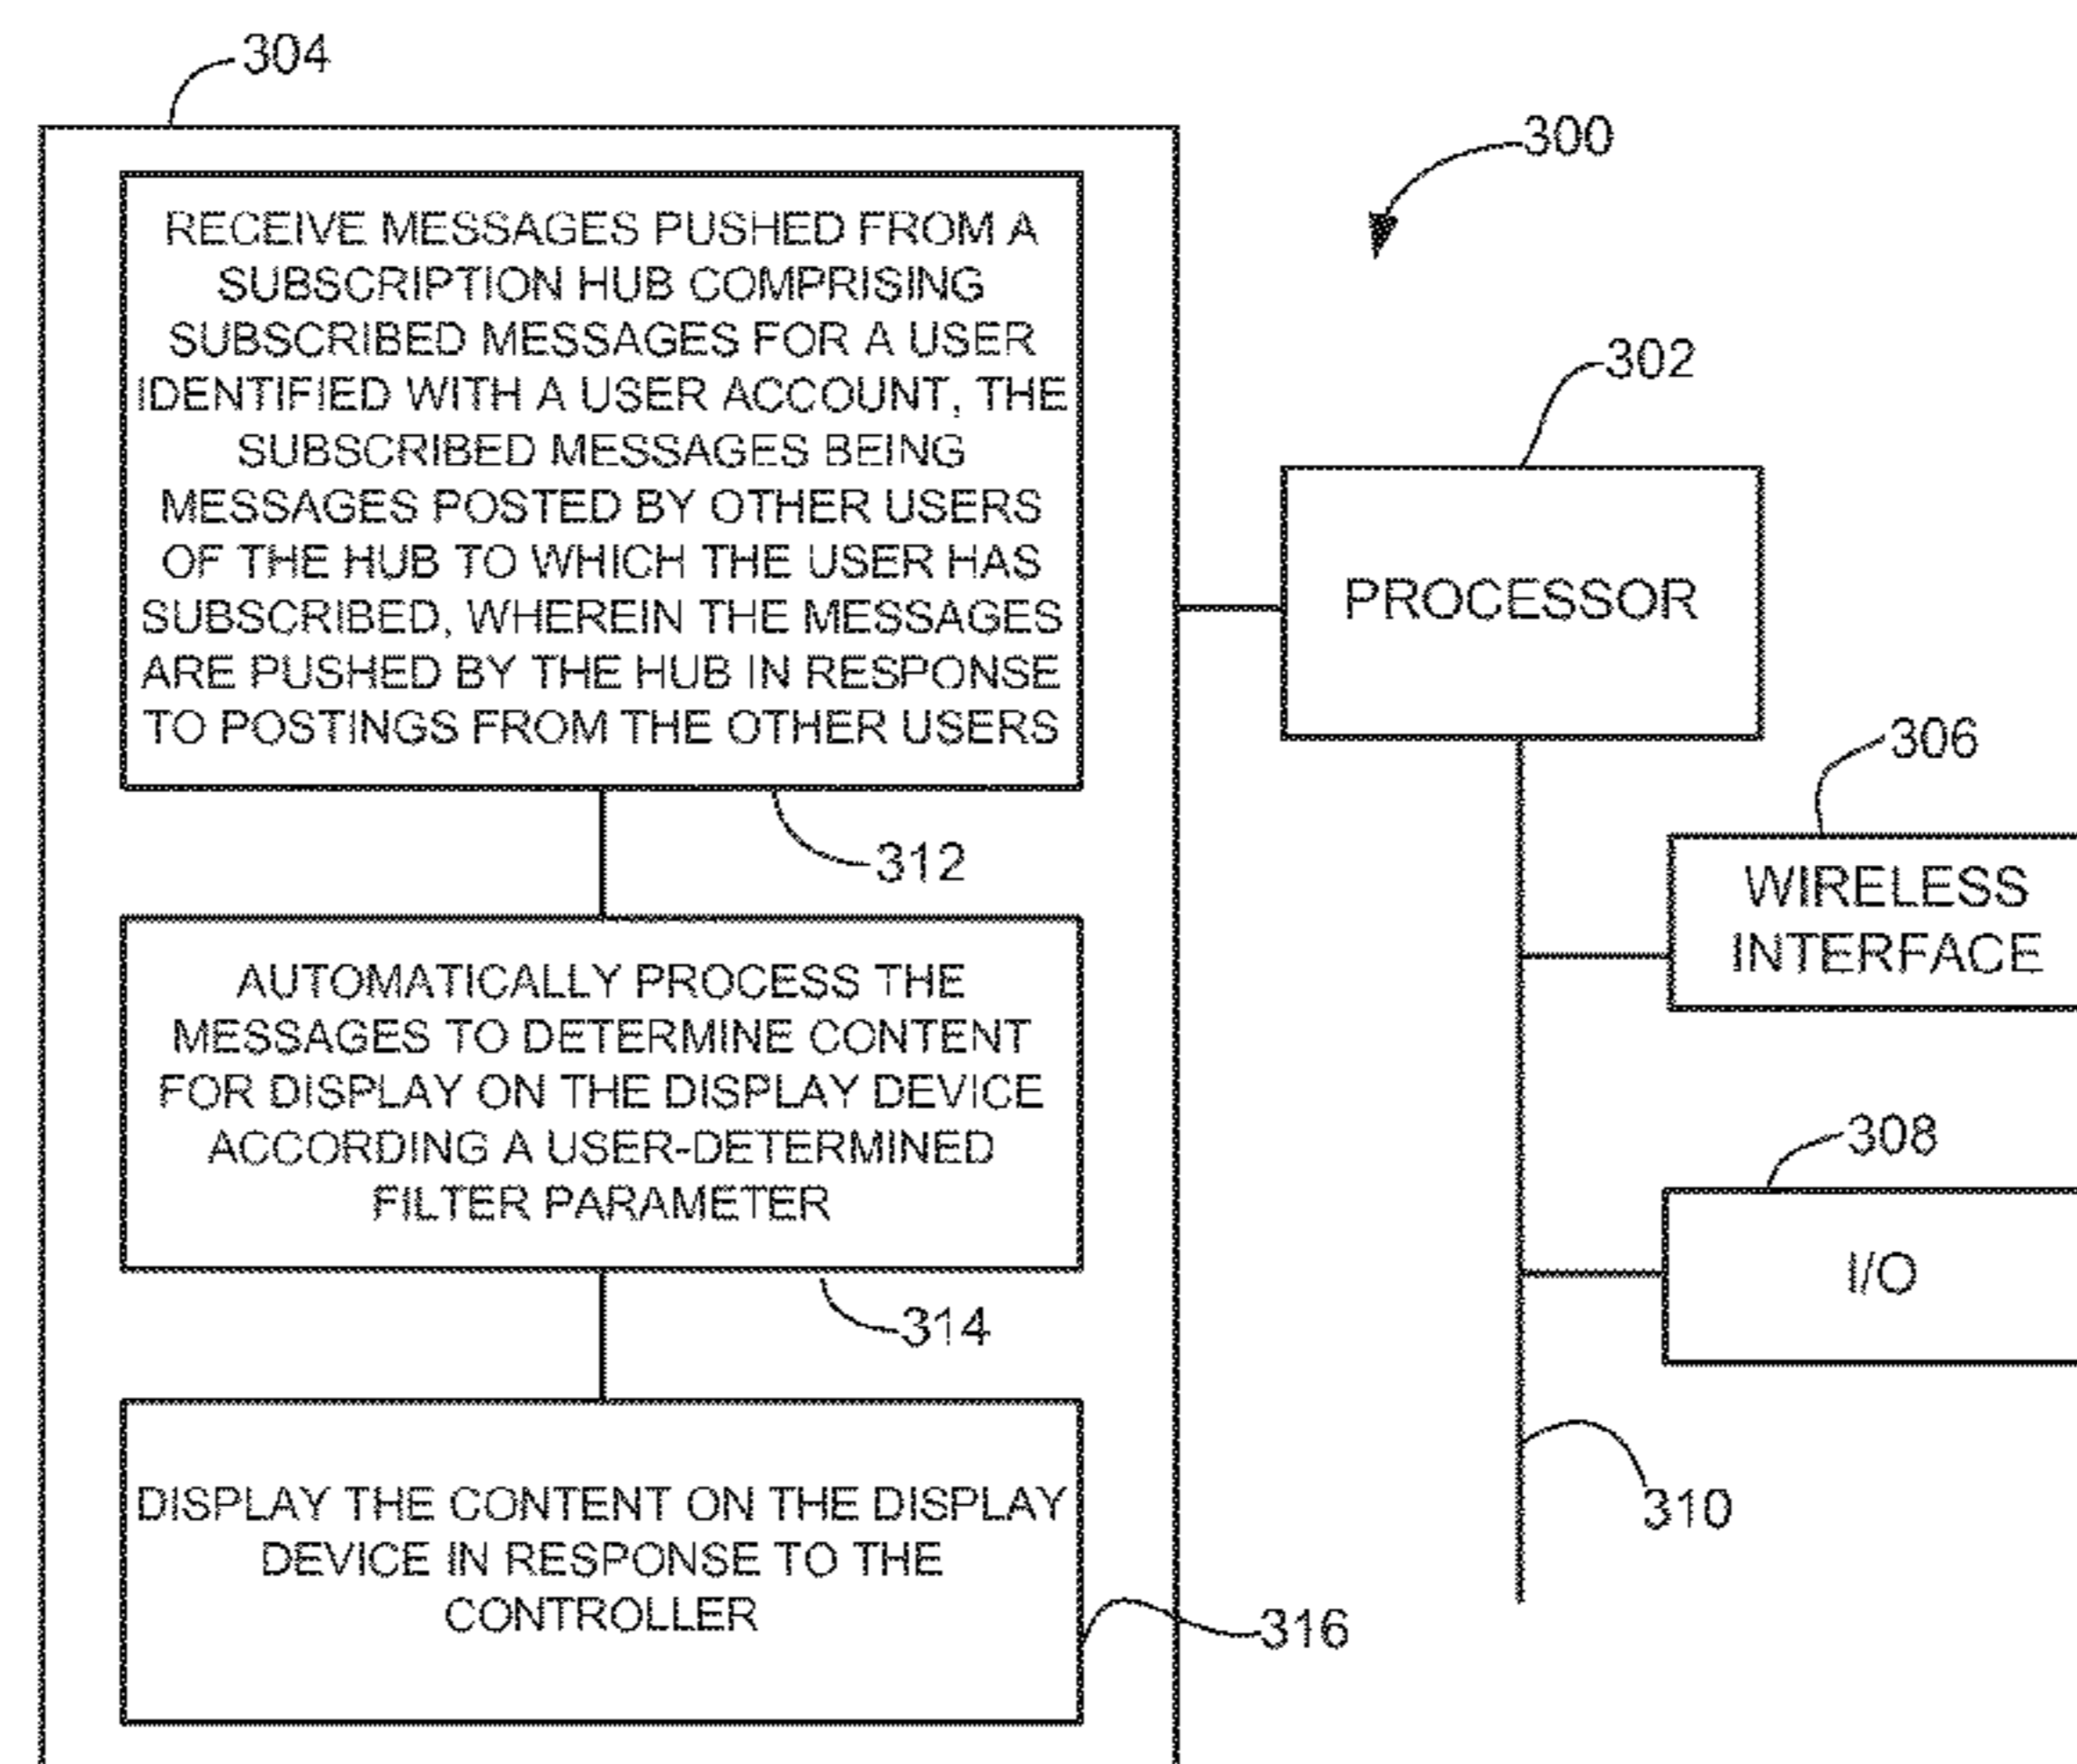 304
300
RECEIVE MESSAGES PUSHED FROM A
SUBSCRIPTION HUB COMPRISING
SUBSCRIBED MESSAGES FOR A USER
IDENTIFIED WITH A USER ACCOUNT, THE
SUBSCRIBED MESSAGES BEING
MESSAGES POSTED BY OTHER USERS
OF THE HUB TO WHICH THE USER HAS
SUBSCRIBED, WHEREIN THE MESSAGES
ARE PUSHED BY THE HUB IN RESPONSE
TO POSTINGS FROM THE OTHER USERS
312
302
PROCESSOR
306
WIRELESS
INTERFACE
AUTOMATICALLY PROCESS THE
MESSAGES TO DETERMINE CONTENT
FOR DISPLAY ON THE DISPLAY DEVICE
ACCORDING A USER-DETERMINED
FILTER PARAMETER
314
308
I/O
310
DISPLAY THE CONTENT ON THE DISPLAY
DEVICE IN RESPONSE TO THE
CONTROLLER
316